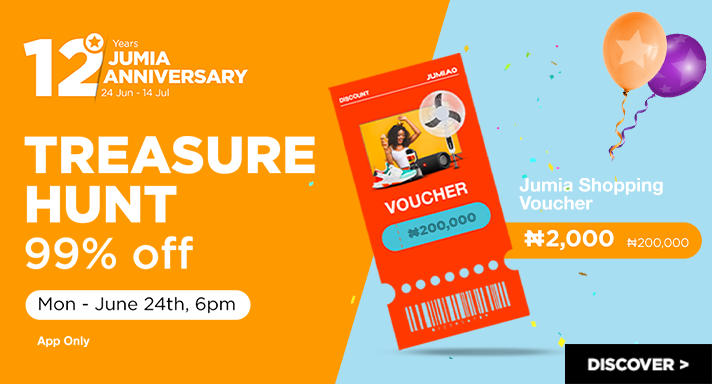 12
Years
JUMIA
ANNIVERSARY
24 Jun - 14 Jul
TREASURE
HUNT
99% off
Mon - June 24th, 6pm
App Only
DISCOUNT
JUMIA
VOUCHER
₦200,000
Jumia Shopping
Voucher
₦2,000 ₦200,000
DISCOVER >